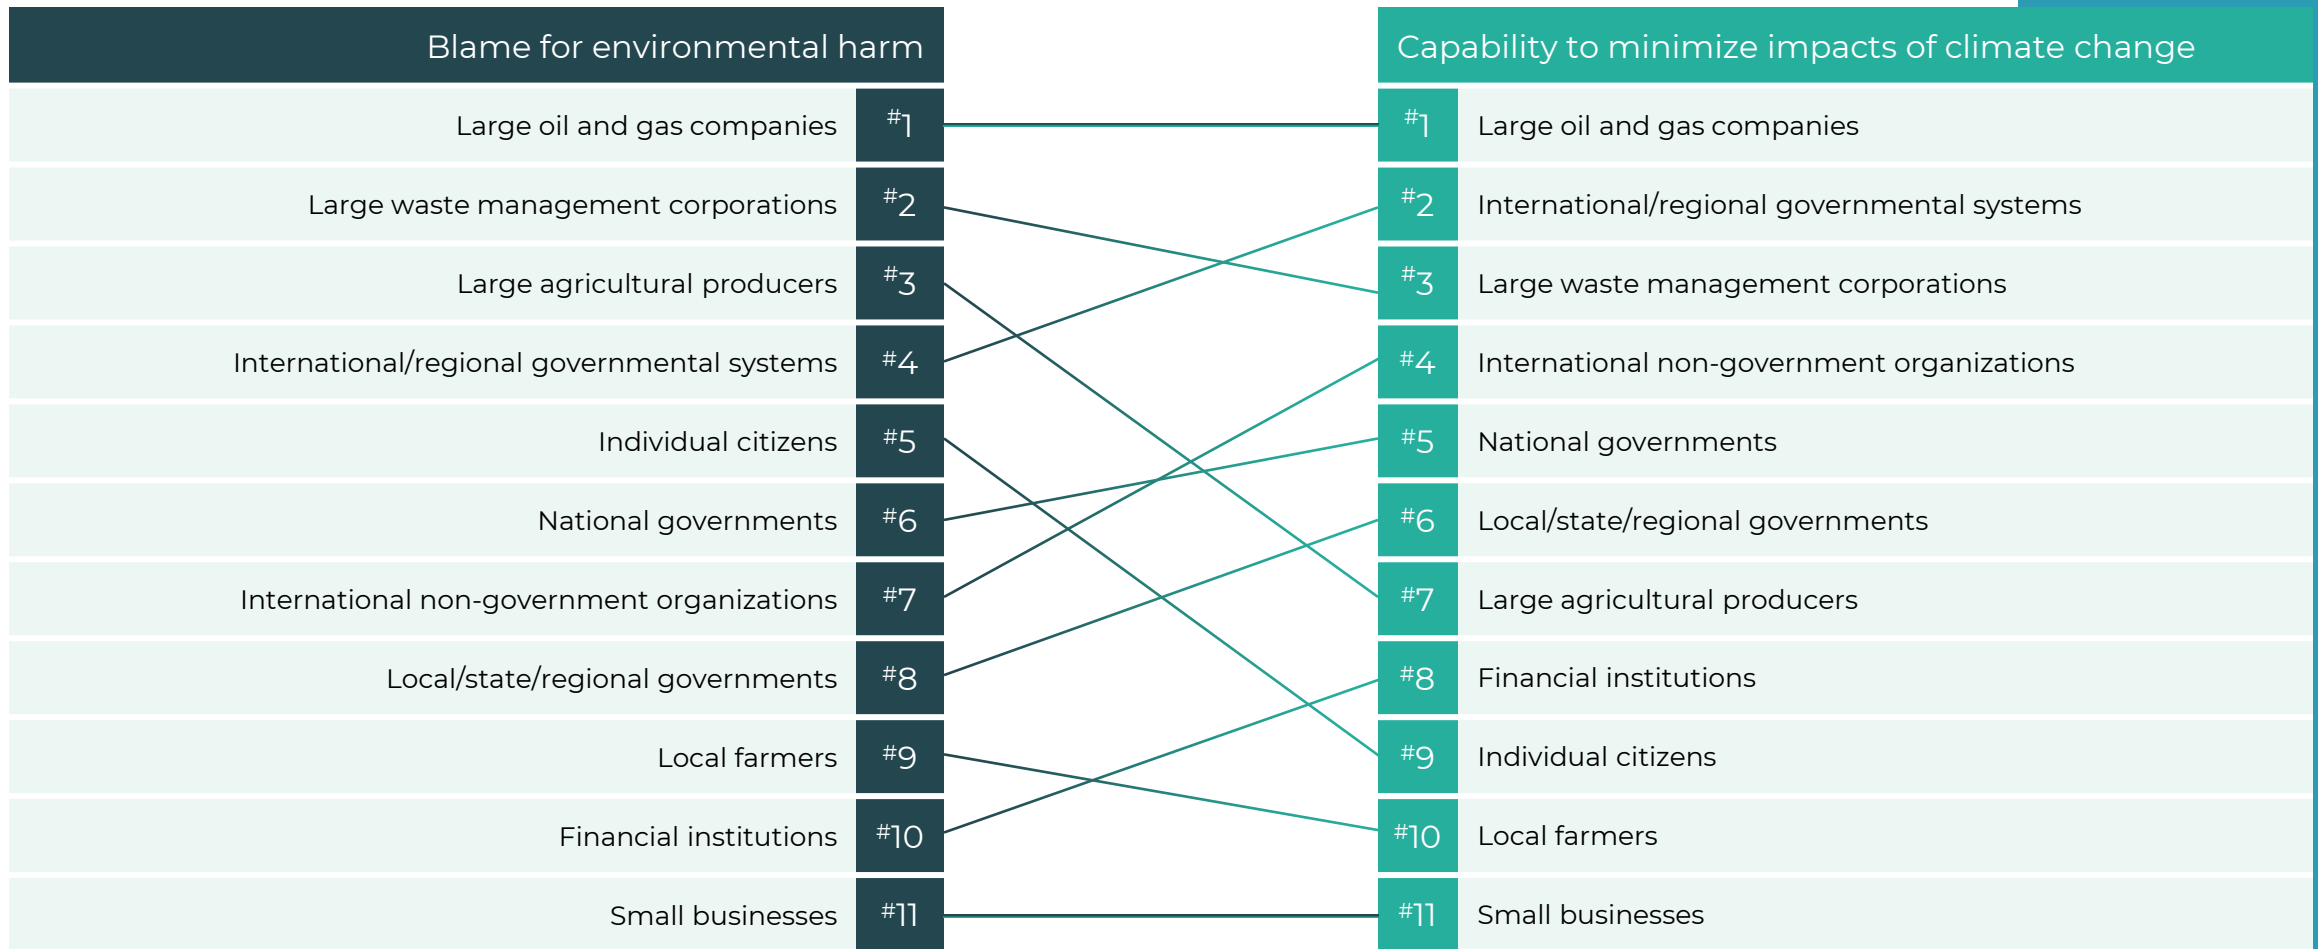 Blame for environmental harm
Large oil and gas companies #1
Large waste management corporations #2
Large agricultural producers #3
International/regional governmental systems #4
Individual citizens #5
National governments #6
International non-government organizations #7
Local/state/regional governments #8
Local farmers #9
Financial institutions #10
Small businesses #11
Capability to minimize impacts of climate change
#1 Large oil and gas companies
#2 International/regional governmental systems
#3 Large waste management corporations
#4 International non-government organizations
#5 National governments
#6 Local/state/regional governments
#7 Large agricultural producers
#8 Financial institutions
#9 Individual citizens
#10 Local farmers
#11 Small businesses